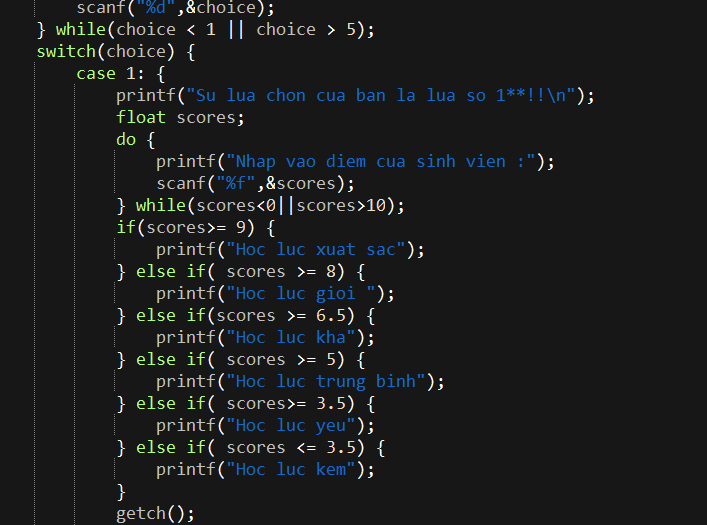 scanf("%d",&choice);
} while(choice < 1 || choice > 5);
switch(choice) {
case 1: {
printf("Su lua chon cua ban la lua so 1**!!\n");
float scores;
do {
printf("Nhap vao diem cua sinh vien :");
scanf("%f",&scores);
} while(scores<0||scores>10);
if(scores>= 9) {
printf("Hoc luc xuat sac");
} else if( scores >= 8) {
printf("Hoc luc gioi ");
} else if(scores >= 6.5) {
printf("Hoc luc kha");
} else if( scores >= 5) {
printf("Hoc luc trung binh");
} else if( scores>= 3.5) {
printf("Hoc luc yeu");
} else if( scores <= 3.5) {
printf("Hoc luc kem");
}
getch();